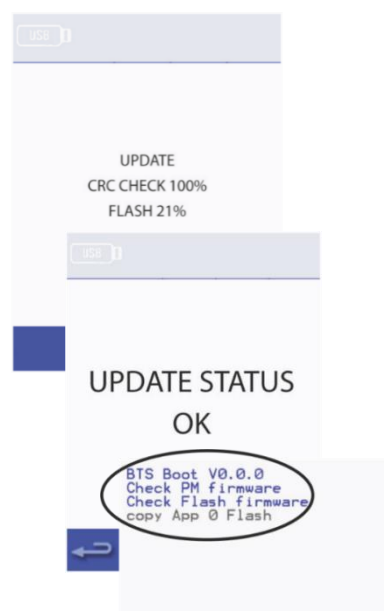 USB
UPDATE
CRC CHECK 100%
FLASH 21%
USB
UPDATE STATUS
OK
BTS Boot V0.0.0
Check PM firmware
Check Flash firmware
copy App 0 Flash